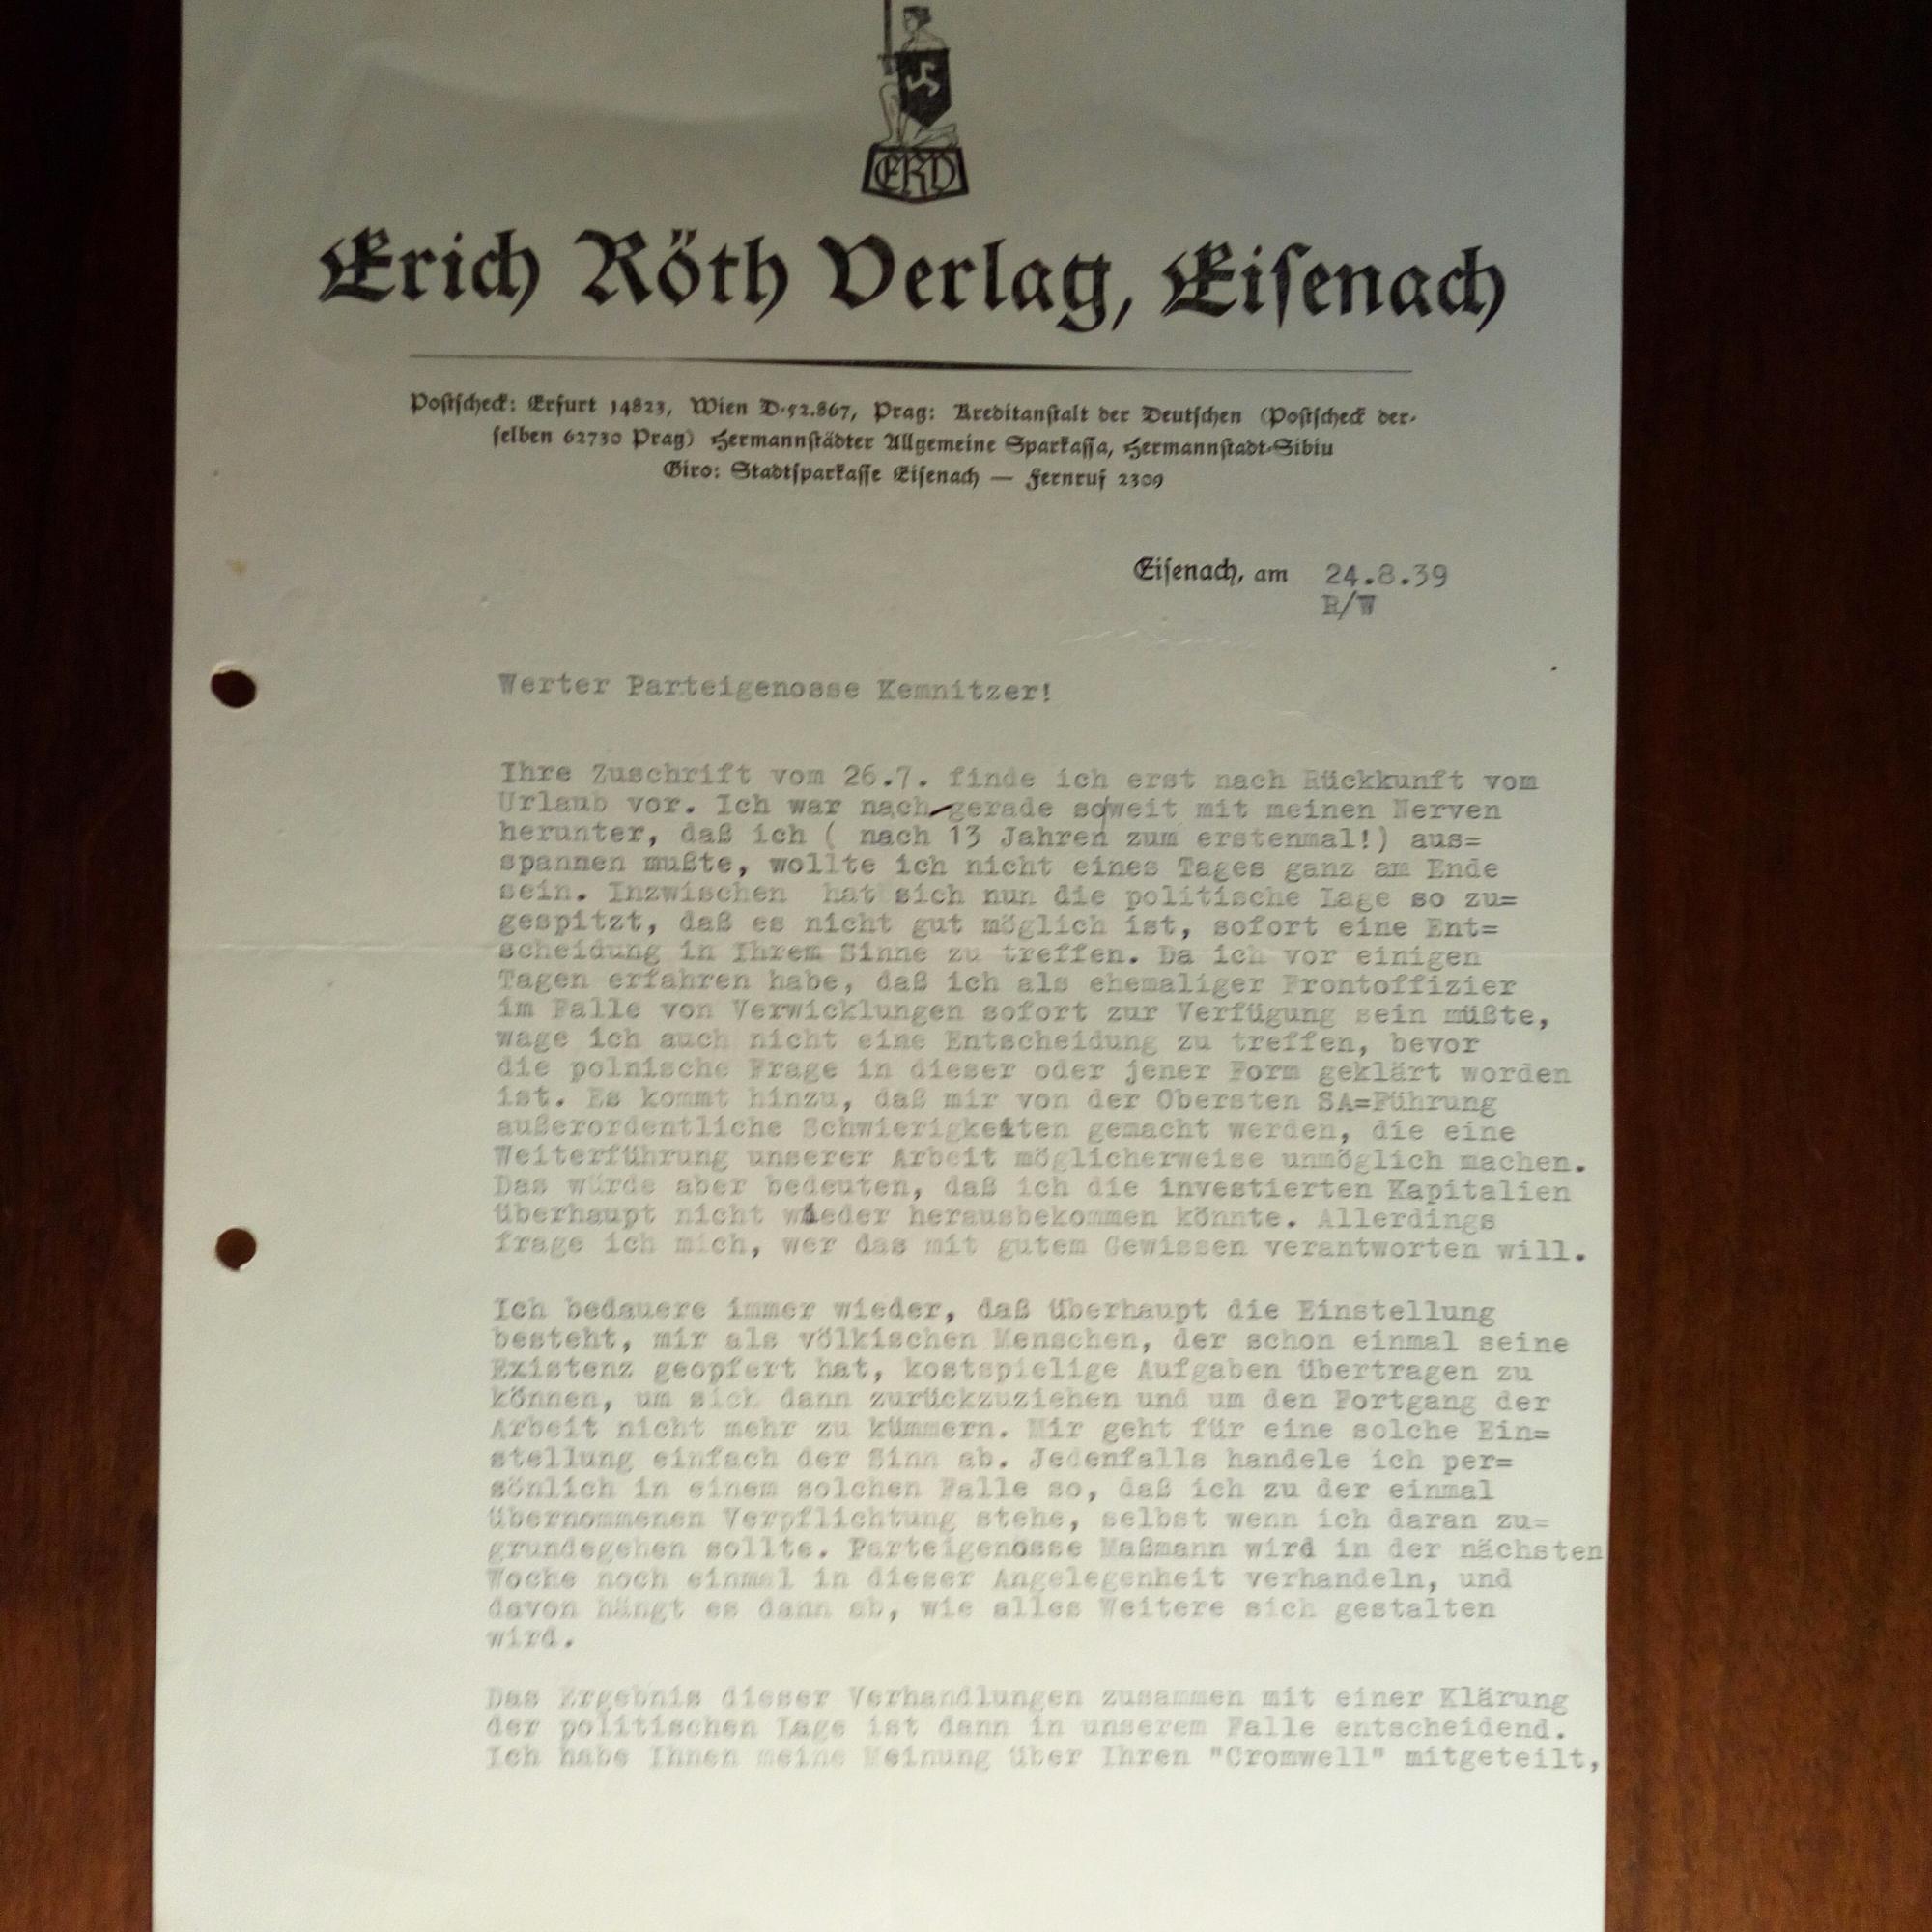 ERV
Erich Röth Verlag, Eiſenach
Poſtſcheck: Erfurt 14823, Wien D.52.867, Prag: Kreditanſtalt der Deutſchen (Poſtſcheck der-
ſelben 62730 Prag) Hermannſtädter Allgemeine Sparkaſſa, Hermannſtadt-Sibiu
Giro: Stadtſparkaſſe Eiſenach — Fernruf 2309
Eiſenach, am 24.8.39
R/W
Werter Parteigenosse Kemnitzer!
Ihre Zuschrift vom 26.7. finde ich erst nach Rückkunft vom
Urlaub vor. Ich war nach gerade soweit mit meinen Nerven
herunter, daß ich ( nach 13 Jahren zum erstenmal!) aus=
spannen mußte, wollte ich nicht eines Tages ganz am Ende
sein. Inzwischen hat sich nun die politische Lage so zu=
gespitzt, daß es nicht gut möglich ist, sofort eine Ent=
scheidung in Ihrem Sinne zu treffen. Da ich vor einigen
Tagen erfahren habe, daß ich als ehemaliger Frontoffizier
im Falle von Verwicklungen sofort zur Verfügung sein müßte,
wage ich auch nicht eine Entscheidung zu treffen, bevor
die polnische Frage in dieser oder jener Form geklärt worden
ist. Es kommt hinzu, daß mir von der Obersten SA=Führung
außerordentliche Schwierigkeiten gemacht werden, die eine
Weiterführung unserer Arbeit möglicherweise unmöglich machen.
Das würde aber bedeuten, daß ich die investierten Kapitalien
überhaupt nicht wieder herausbekommen könnte. Allerdings
frage ich mich, wer das mit gutem Gewissen verantworten will.
Ich bedauere immer wieder, daß überhaupt die Einstellung
besteht, mir als völkischen Menschen, der schon einmal seine
Existenz geopfert hat, kostspielige Aufgaben übertragen zu
können, um sich dann zurückzuziehen und um den Fortgang der
Arbeit nicht mehr zu kümmern. Mir geht für eine solche Ein=
stellung einfach der Sinn ab. Jedenfalls handele ich per=
sönlich in einem solchen Falle so, daß ich zu der einmal
übernommenen Verpflichtung stehe, selbst wenn ich daran zu=
grundegehen sollte. Parteigenosse Maßmann wird in der nächsten
Woche noch einmal in dieser Angelegenheit verhandeln, und
davon hängt es dann ab, wie alles Weitere sich gestalten
wird.
Das Ergebnis dieser Verhandlungen zusammen mit einer Klärung
der politischen Lage ist dann in unserem Falle entscheidend.
Ich habe Ihnen meine Meinung über Ihren "Cromwell" mitgeteilt,